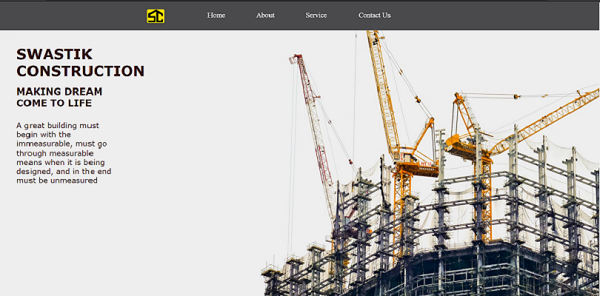 SC
Home About Service Contact Us
SWASTIK
CONSTRUCTION
MAKING DREAM
COME TO LIFE
A great building must
begin with the
immeasurable, must go
through measurable
means when it is being
designed, and in the end
must be unmeasured